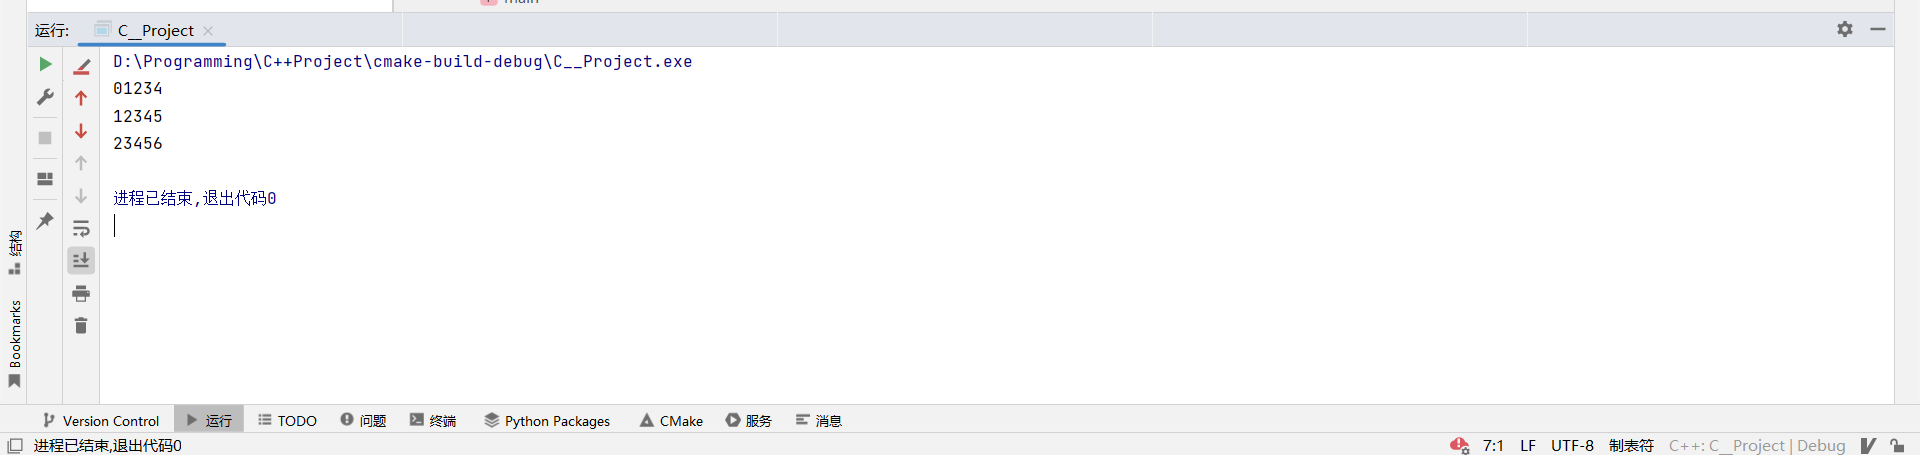 main
运行:
C__Project
D:\Programming\C++Project\cmake-build-debug\C__Project.exe
01234
12345
23456
进程已结束,退出代码0
结构
Bookmarks
Version Control
运行
TODO
问题
终端
Python Packages
CMake
服务
消息
进程已结束,退出代码0
7:1 LF UTF-8 制表符 C++: C__Project | Debug